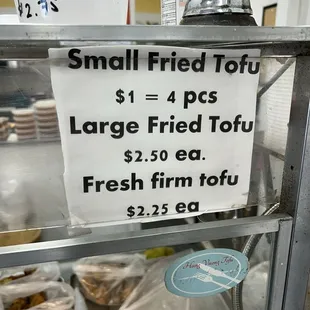 Small Fried Tofu
$1 = 4 pcs
Large Fried Tofu
$2.50 ea.
Fresh firm tofu
$2.25 ea